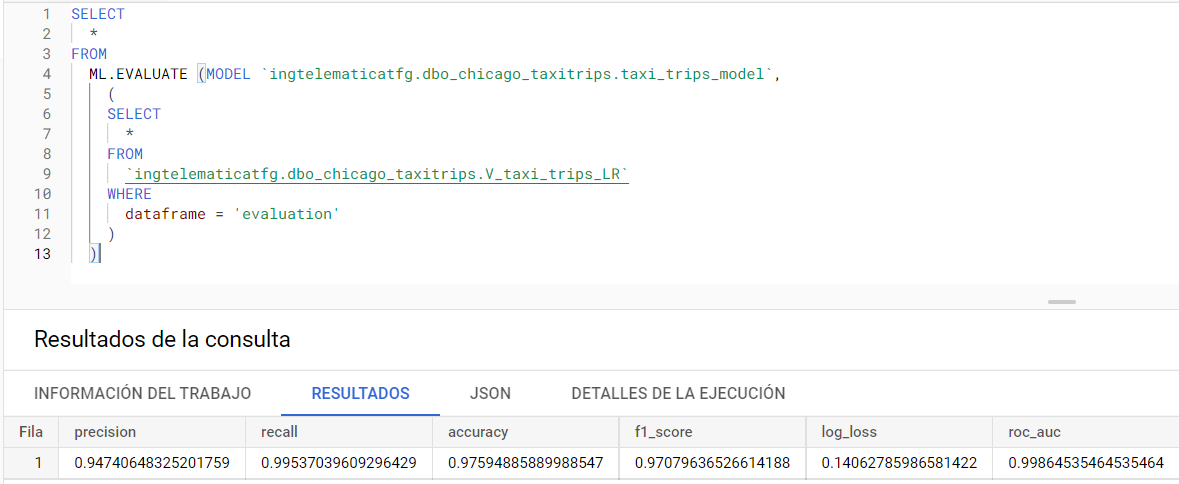 1 SELECT
2 *
3 FROM
4 ML.EVALUATE (MODEL `ingtelematicatfg.dbo_chicago_taxitrips.taxi_trips_model`,
5 (
6 SELECT
7 *
8 FROM
9 `ingtelematicatfg.dbo_chicago_taxitrips.V_taxi_trips_LR`
10 WHERE
11 dataframe = 'evaluation'
12 )
13 )
Resultados de la consulta
INFORMACIÓN DEL TRABAJO RESULTADOS JSON DETALLES DE LA EJECUCIÓN
Fila precision recall accuracy f1_score log_loss roc_auc
1 0.94740648325201759 0.99537039609296429 0.97594885889988547 0.97079636526614188 0.14062785986581422 0.99864535464535464